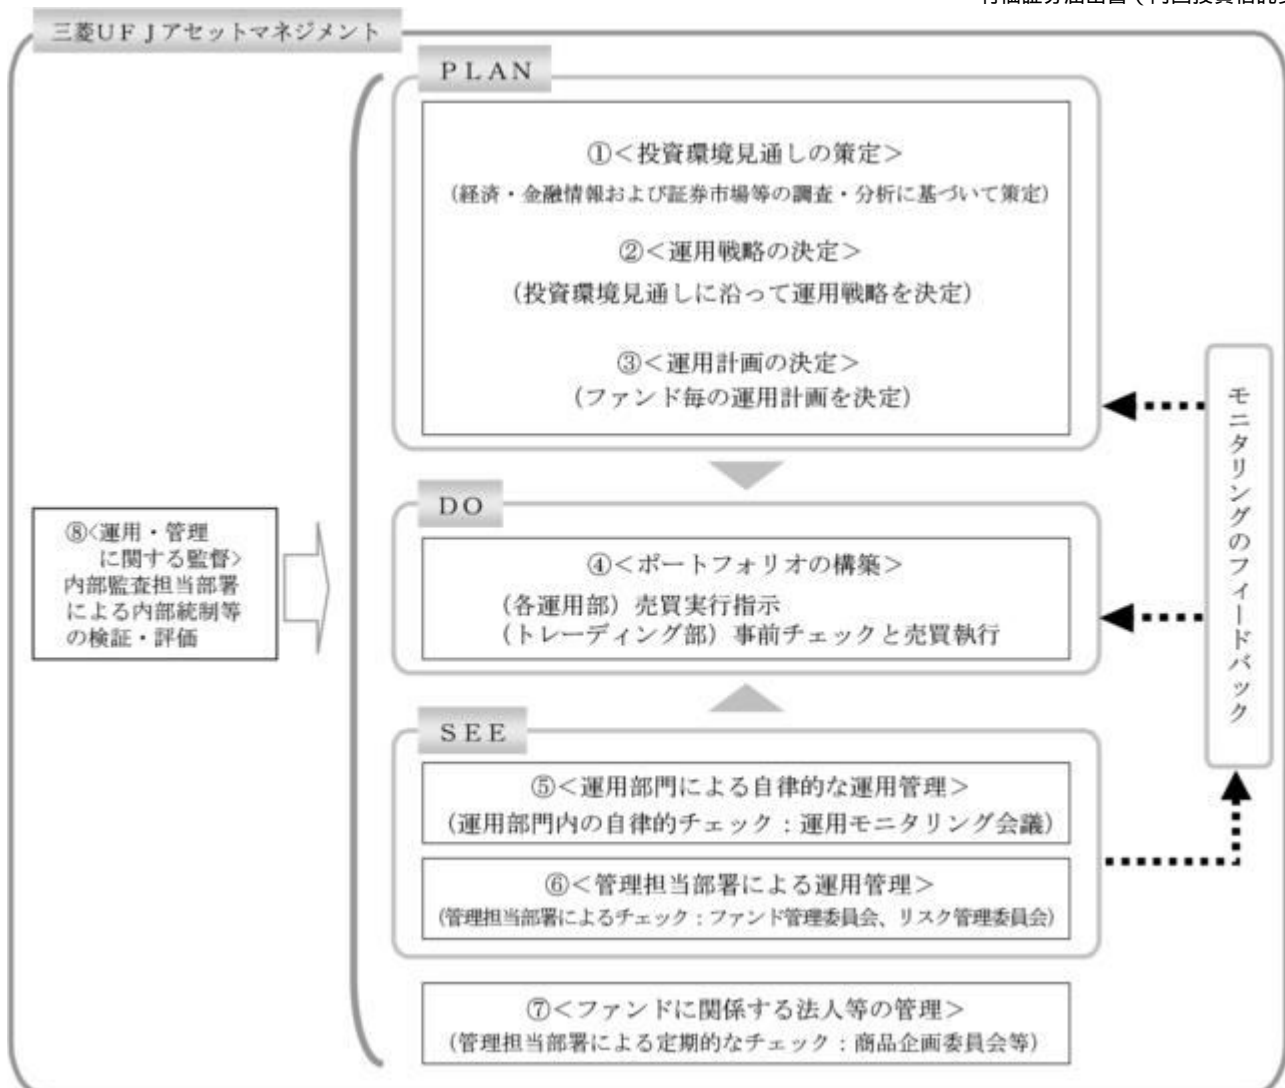 三菱UFJアセットマネジメント
PLAN
①<投資環境見通しの策定>
(経済・金融情報および証券市場等の調査・分析に基づいて策定)
②<運用戦略の決定>
(投資環境見通しに沿って運用戦略を決定)
③<運用計画の決定>
(ファンド毎の運用計画を決定)
DO
④<ポートフォリオの構築>
(各運用部)売買実行指示
(トレーディング部)事前チェックと売買執行
SEE
⑤<運用部門による自律的な運用管理>
(運用部門内の自律的チェック:運用モニタリング会議)
⑥<管理担当部署による運用管理>
(管理担当部署によるチェック:ファンド管理委員会、リスク管理委員会)
⑦<ファンドに関係する法人等の管理>
(管理担当部署による定期的なチェック:商品企画委員会等)
⑧<運用・管理
に関する監督>
内部監査担当部署
による内部統制等
の検証・評価
モニタリングのフィードバック